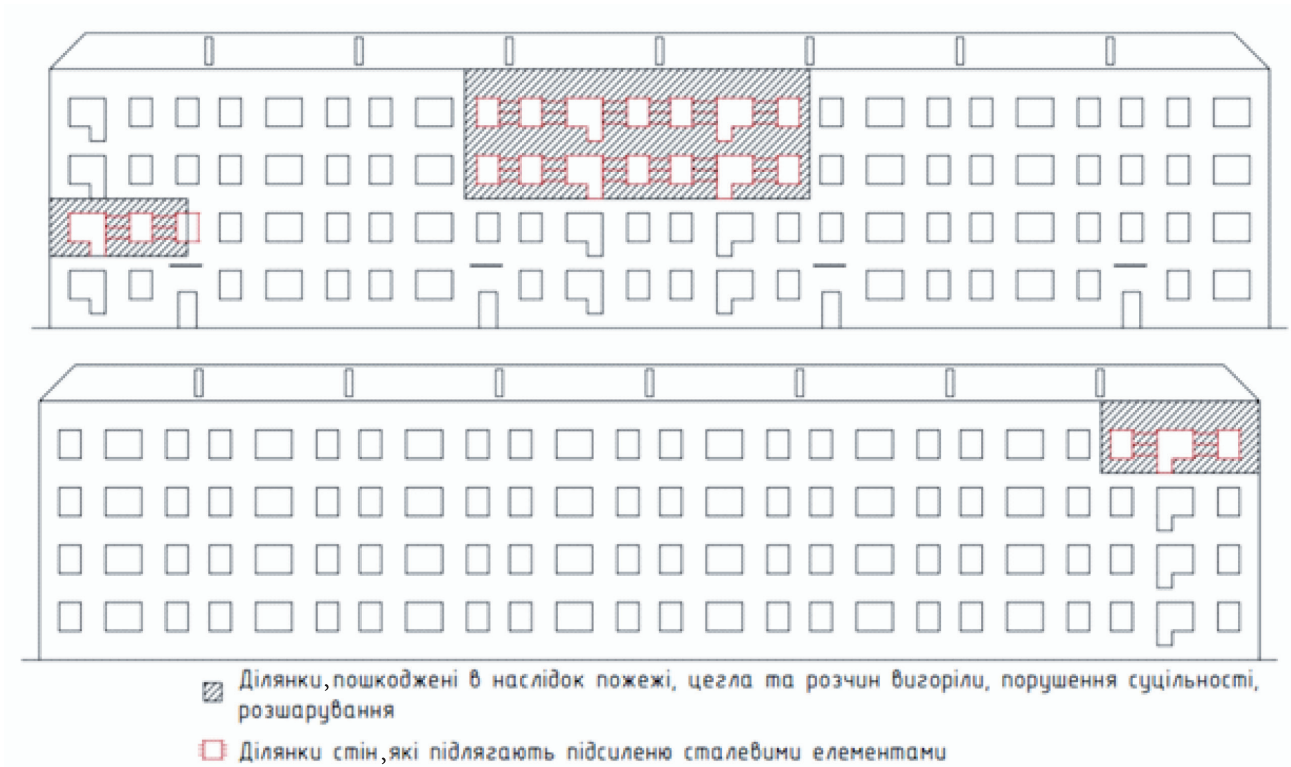 Ділянки,пошкоджені в наслідок пожежі, цегла та розчин вигоріли, порушення суцільності,
розшарування
Ділянки стін,які підлягають підсиленю сталевими елементами